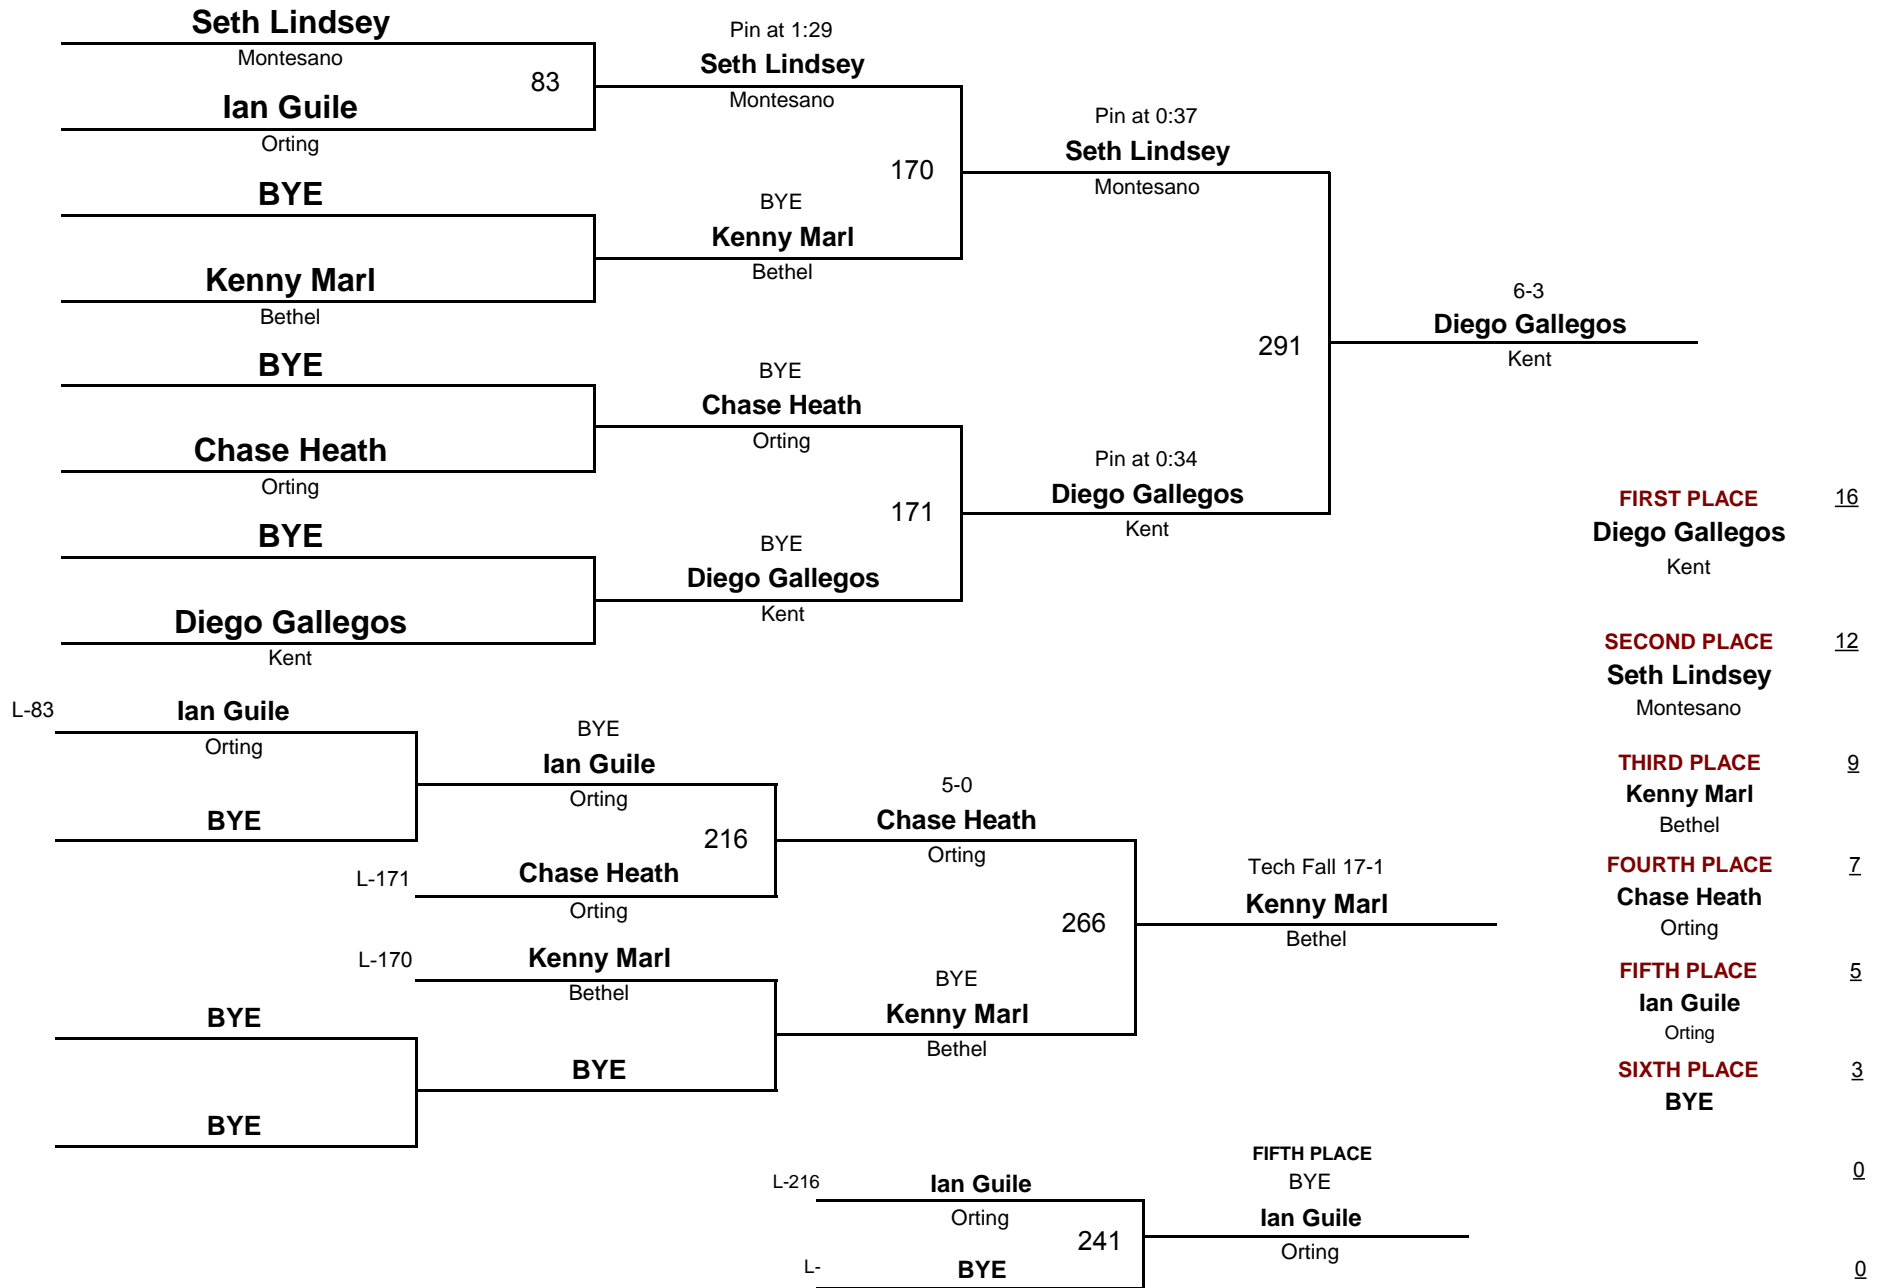 Seth Lindsey
Montesano
83
Ian Guile
Orting
BYE
Kenny Marl
Bethel
BYE
Chase Heath
Orting
BYE
Diego Gallegos
Kent
Pin at 1:29
Seth Lindsey
Montesano
170
BYE
Kenny Marl
Bethel
BYE
Chase Heath
Orting
171
BYE
Diego Gallegos
Kent
Pin at 0:37
Seth Lindsey
Montesano
291
Pin at 0:34
Diego Gallegos
Kent
6-3
Diego Gallegos
Kent
FIRST PLACE 16
Diego Gallegos
Kent
SECOND PLACE 12
Seth Lindsey
Montesano
THIRD PLACE 9
Kenny Marl
Bethel
FOURTH PLACE 7
Chase Heath
Orting
FIFTH PLACE 5
Ian Guile
Orting
SIXTH PLACE 3
BYE
0
0
L-83 Ian Guile
Orting
BYE
BYE
Ian Guile
Orting
216
L-171 Chase Heath
Orting
L-170 Kenny Marl
Bethel
BYE
BYE
BYE
5-0
Chase Heath
Orting
266
BYE
Kenny Marl
Bethel
Tech Fall 17-1
Kenny Marl
Bethel
L-216 Ian Guile
Orting
241
L- BYE
FIFTH PLACE
BYE
Ian Guile
Orting